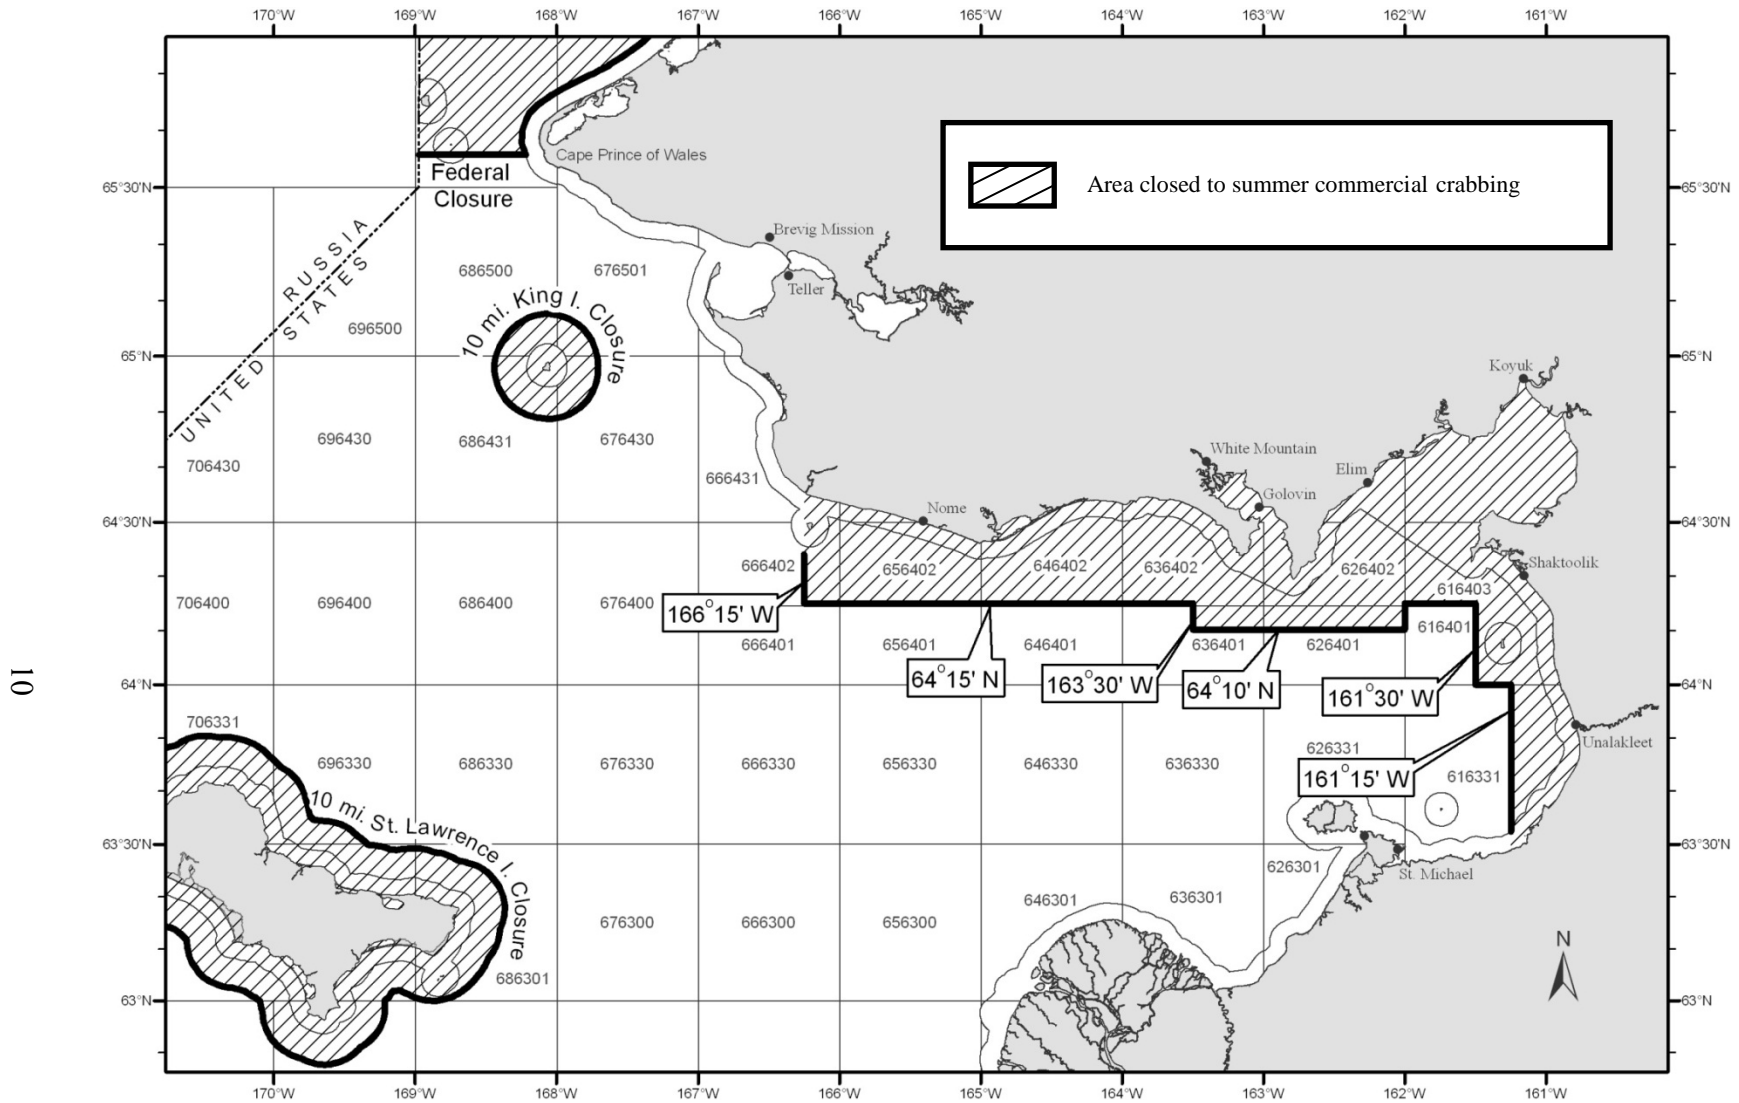 170°W 169°W 168°W 167°W 166°W 165°W 164°W 163°W 162°W 161°W
Cape Prince of Wales
Federal
Closure
Area closed to summer commercial crabbing
65°30'N 65°30'N
RUSSIA
UNITED STATES
Brevig Mission
Teller
686500 676501
10 mi. King I. Closure
696500
65°N 65°N
Koyuk
696430 686431 676430
White Mountain
706430
Elim
666431
Golovin
Nome
64°30'N 64°30'N
Shaktoolik
666402 656402 646402 636402 626402
616403
706400 696400 686400 676400
166°15' W
616401
666401 656401 646401 636401 626401
64°15' N 163°30' W 64°10' N 161°30' W
10
64°N 64°N
706331
Unalakleet
626331
696330 686330 676330 666330 656330 646330 636330
161°15' W
616331
10 mi. St. Lawrence I. Closure
63°30'N 63°30'N
626301
St. Michael
646301 636301
676300 666300 656300
N
686301
63°N 63°N
170°W 169°W 168°W 167°W 166°W 165°W 164°W 163°W 162°W 161°W